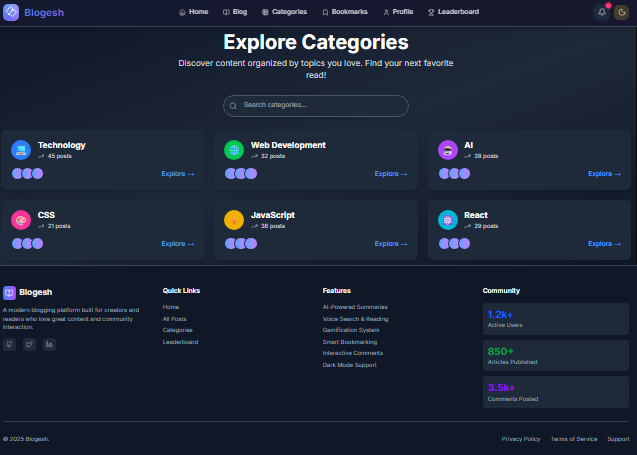 Blogesh
Home
Blog
Categories
Bookmarks
Profile
Leaderboard
Explore Categories
Discover content organized by topics you love. Find your next favorite
read!
Search categories...
Technology
45 posts
Explore →
Web Development
32 posts
Explore →
AI
28 posts
Explore →
CSS
21 posts
Explore →
JavaScript
38 posts
Explore →
React
29 posts
Explore →
Blogesh
A modern blogging platform built for creators and
readers who love great content and community
interaction.
Quick Links
Home
All Posts
Categories
Leaderboard
Features
AI-Powered Summaries
Voice Search & Reading
Gamification System
Smart Bookmarking
Interactive Comments
Dark Mode Support
Community
1.2k+
Active Users
850+
Articles Published
3.5k+
Comments Posted
© 2025 Blogesh.
Privacy Policy
Terms of Service
Support